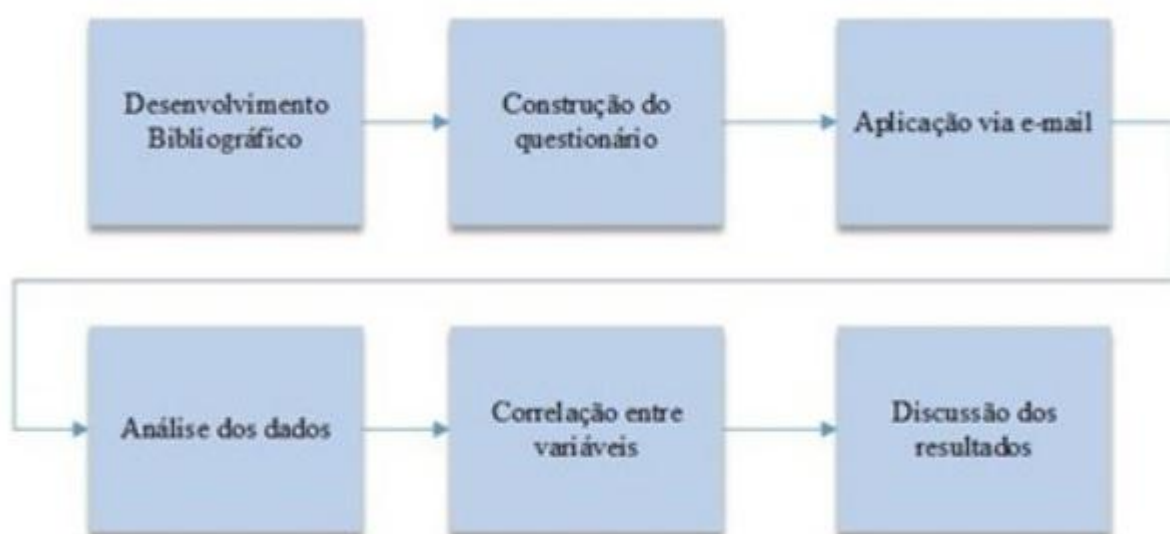 Desenvolvimento
Bibliográfico
Construção do
questionário
Aplicação via e-mail
Análise dos dados
Correlação entre
variáveis
Discussão dos
resultados